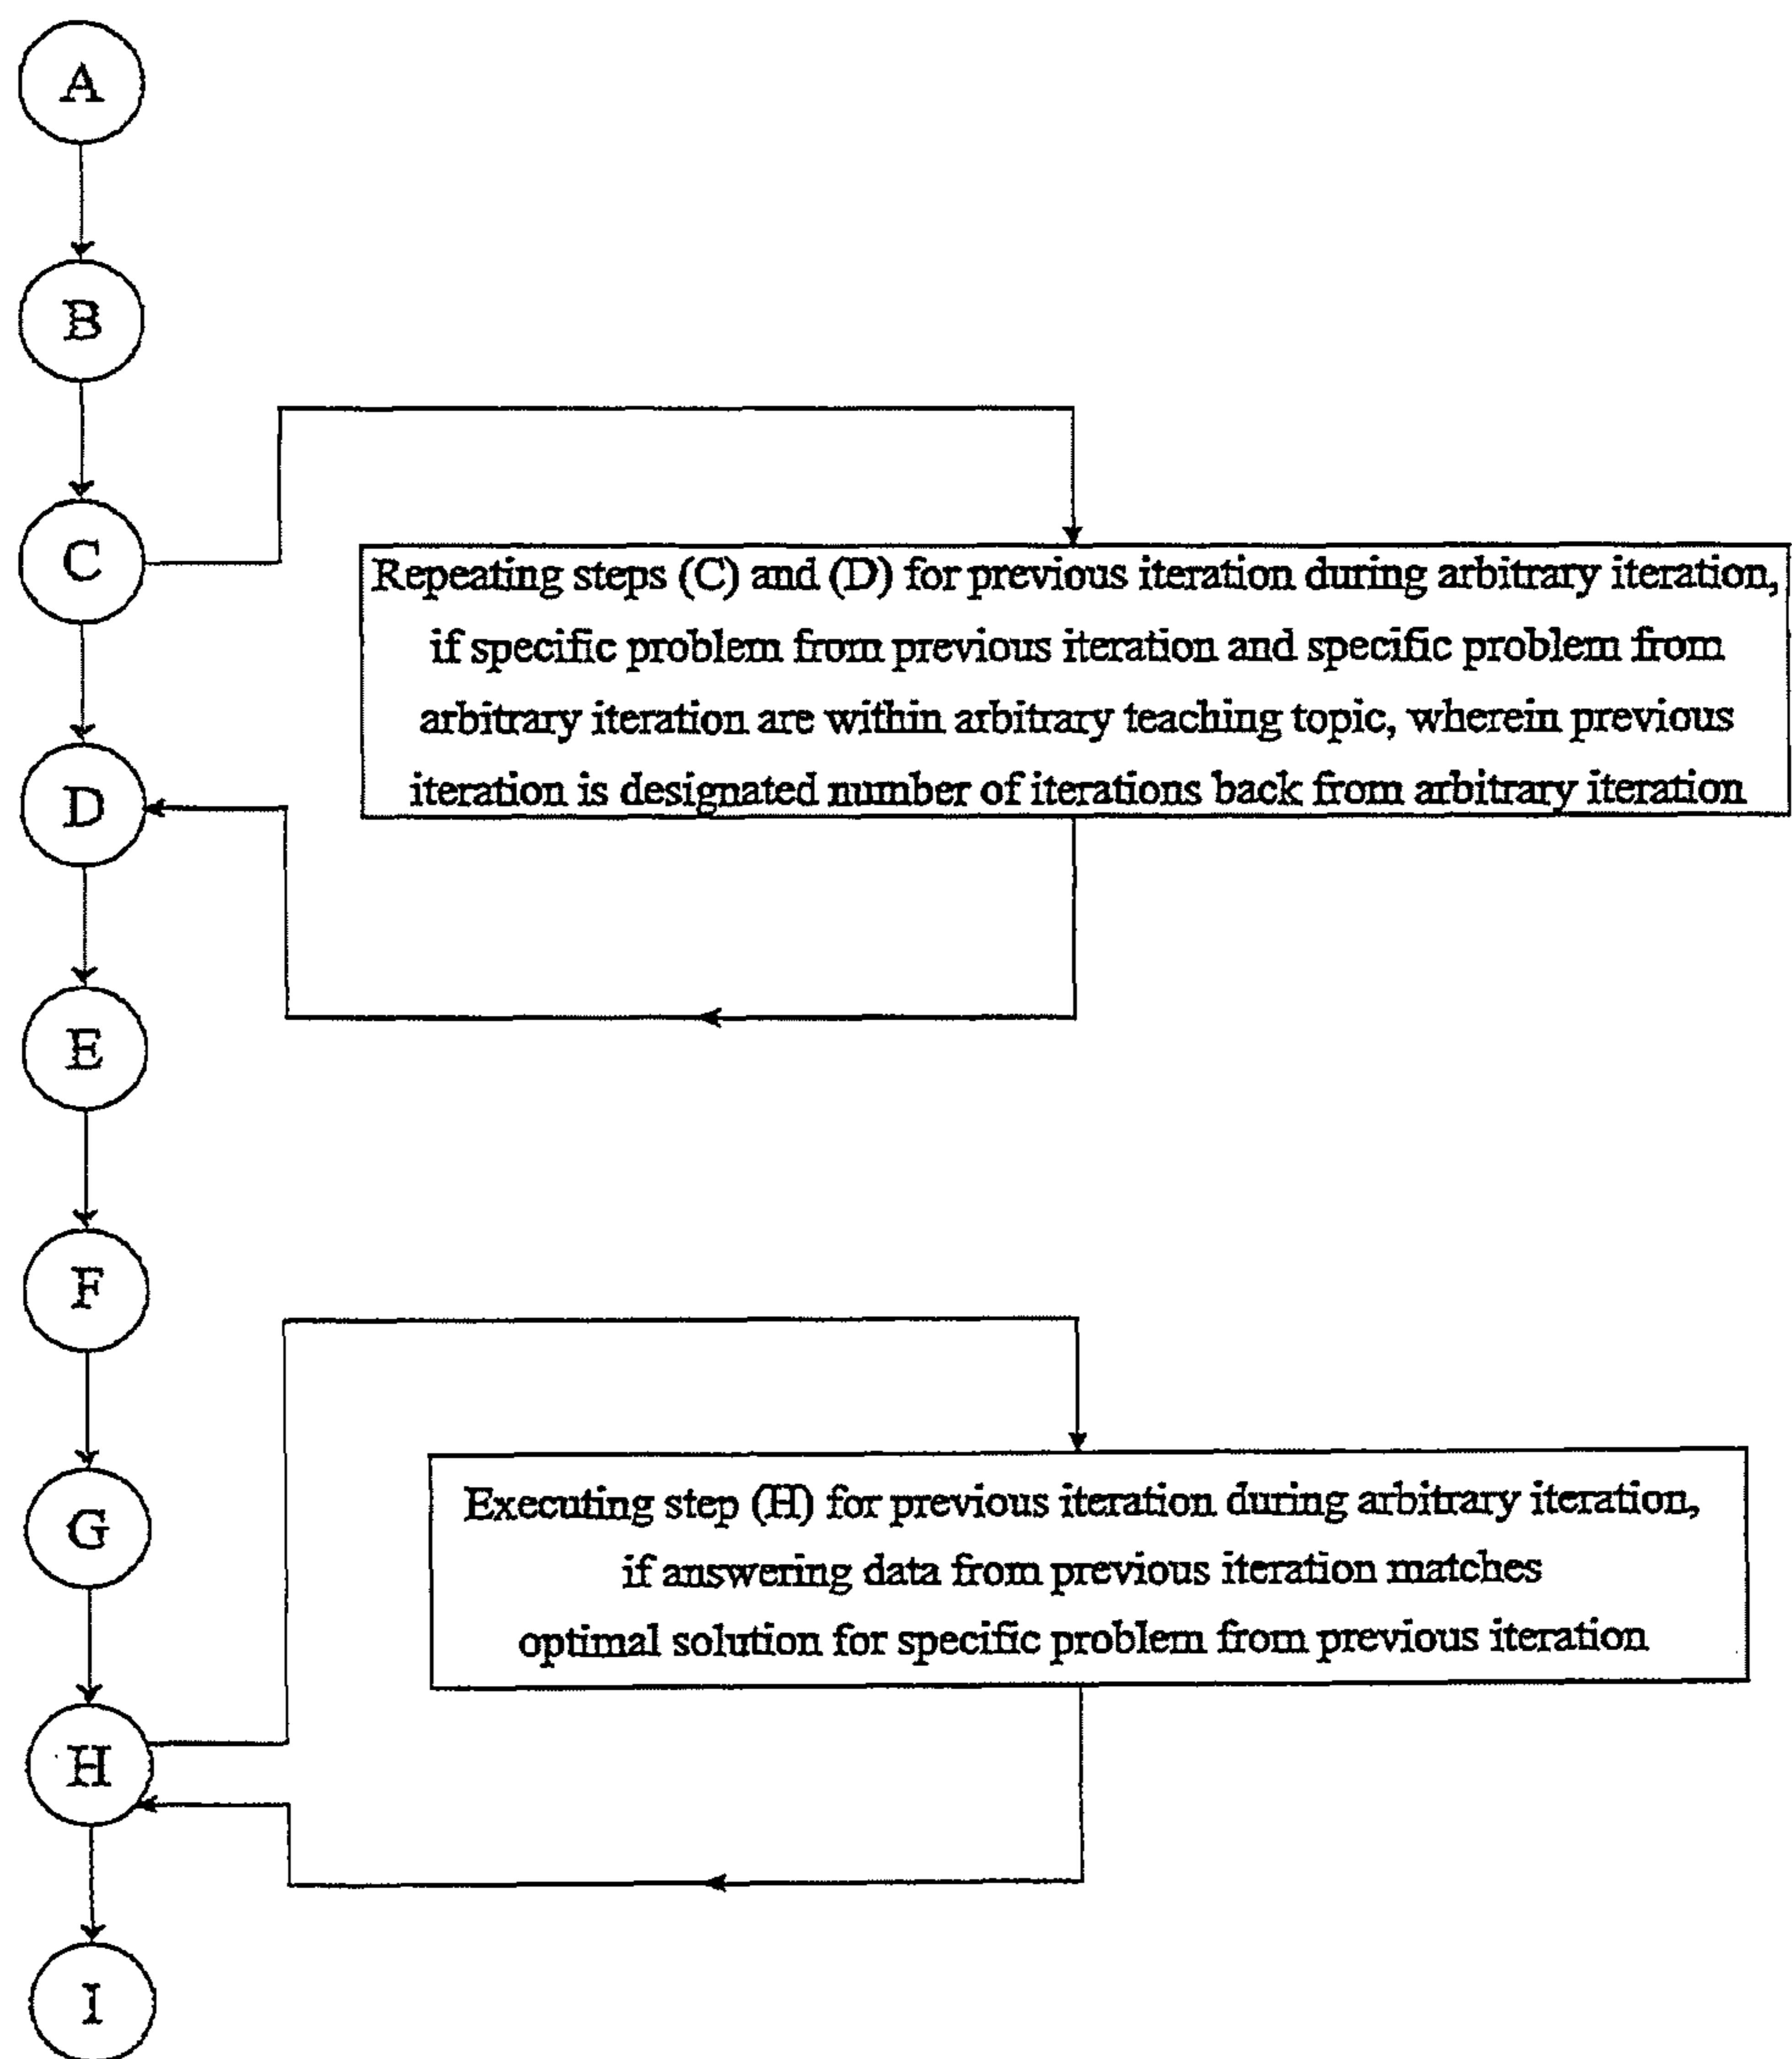 A
B
C
Repeating steps (C) and (D) for previous iteration during arbitrary iteration,
if specific problem from previous iteration and specific problem from
arbitrary iteration are within arbitrary teaching topic, wherein previous
iteration is designated number of iterations back from arbitrary iteration
D
E
F
G
Executing step (H) for previous iteration during arbitrary iteration,
if answering data from previous iteration matches
optimal solution for specific problem from previous iteration
H
I